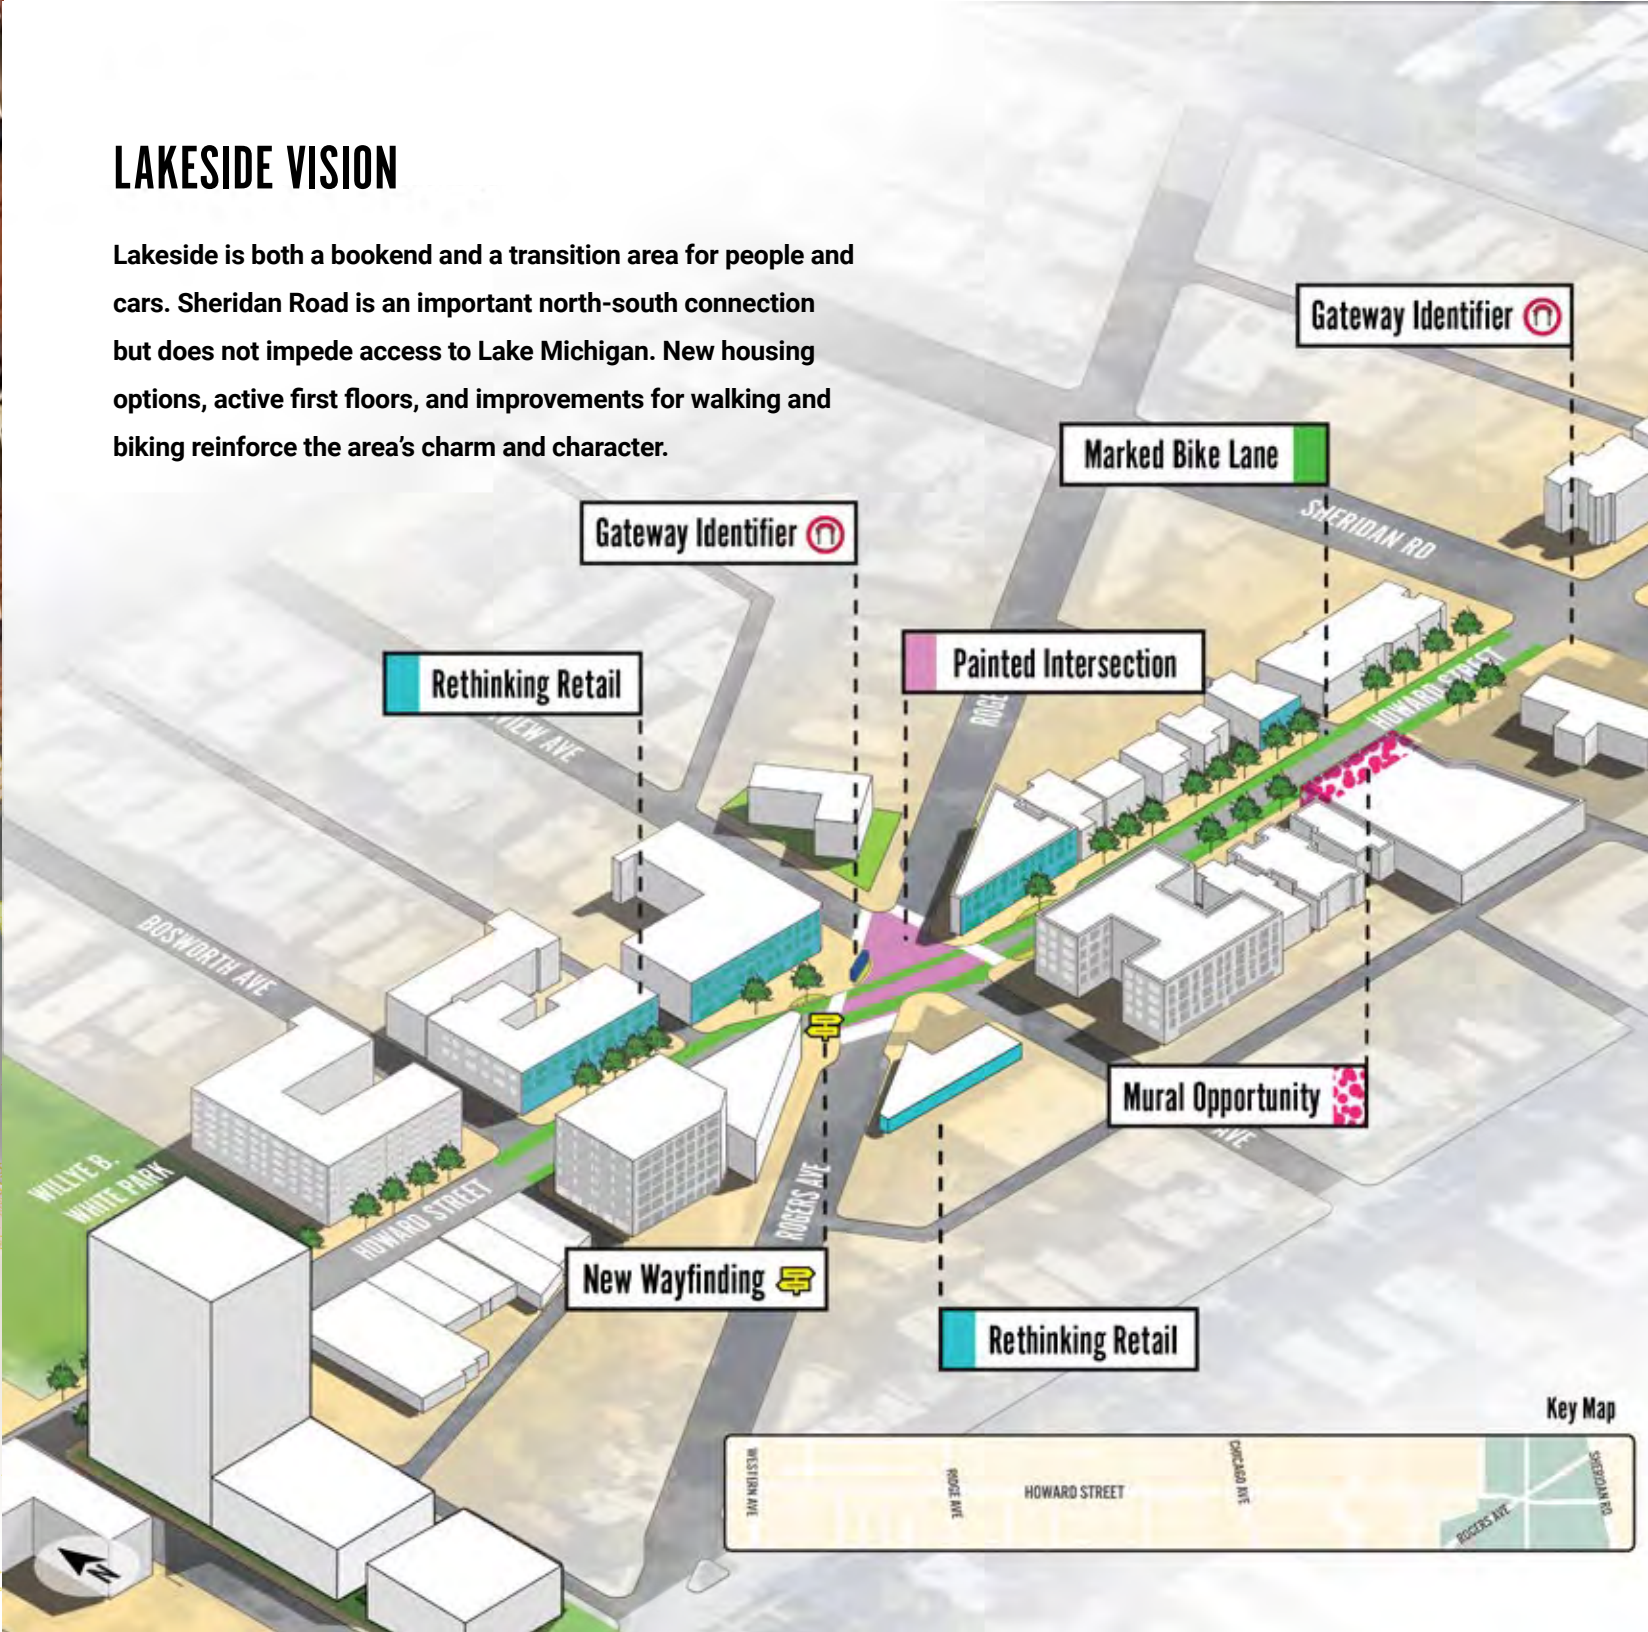 LAKESIDE VISION
Lakeside is both a bookend and a transition area for people and
cars. Sheridan Road is an important north-south connection
but does not impede access to Lake Michigan. New housing
options, active first floors, and improvements for walking and
biking reinforce the area’s charm and character.
Gateway Identifier
Marked Bike Lane
SHERIDAN RD
Gateway Identifier
Painted Intersection
Rethinking Retail
HOWARD STREET
VIEW AVE
BOSWORTH AVE
Mural Opportunity
AVE
WILLYE B.
WHITE PARK
HOWARD STREET
ROGERS AVE
New Wayfinding
Rethinking Retail
Key Map
WESTERN AVE
RIDGE AVE
HOWARD STREET
CHICAGO AVE
ROGERS AVE
SHERIDAN RD
N